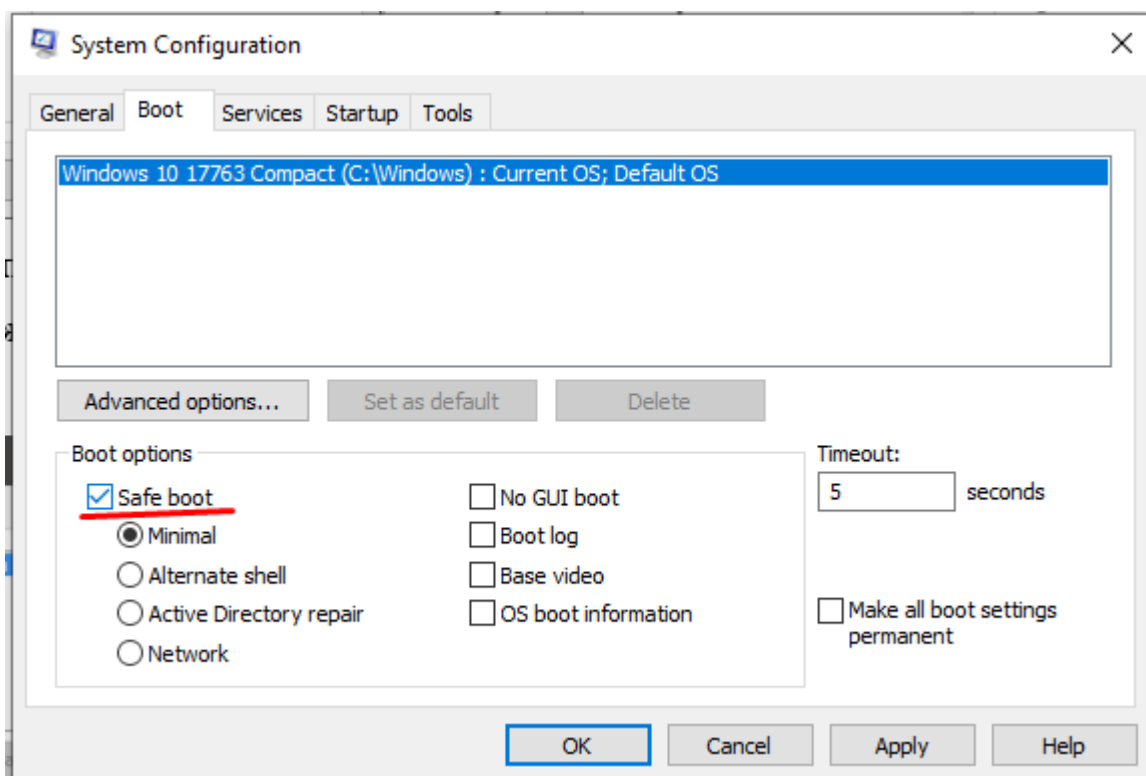 System Configuration
General Boot Services Startup Tools
Windows 10 17763 Compact (C:\Windows) : Current OS; Default OS
Advanced options... Set as default Delete
Boot options Timeout:
Safe boot No GUI boot 5 seconds
Minimal Boot log
Alternate shell Base video
Active Directory repair OS boot information Make all boot settings
permanent
Network
OK Cancel Apply Help